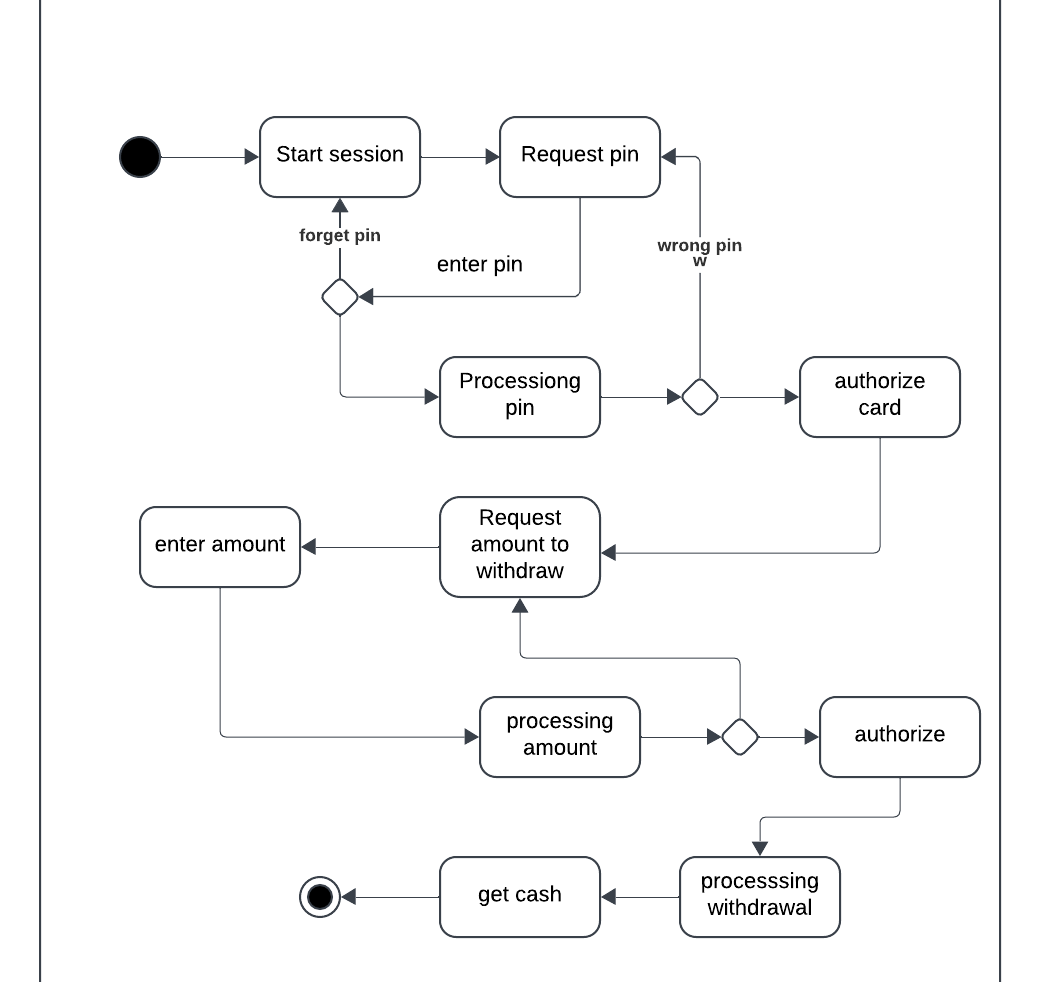 Start session
Request pin
forget pin
enter pin
wrong pin
w
Processiong
pin
authorize
card
enter amount
Request
amount to
withdraw
processing
amount
authorize
get cash
processsing
withdrawal